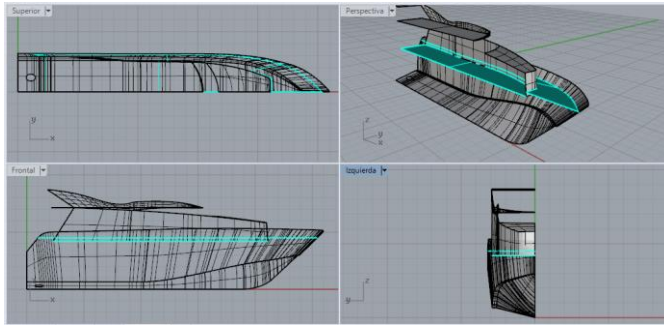 Superior
Perspectiva
y
x
z
y
x
Frontal
Izquierda
z
x
z
y